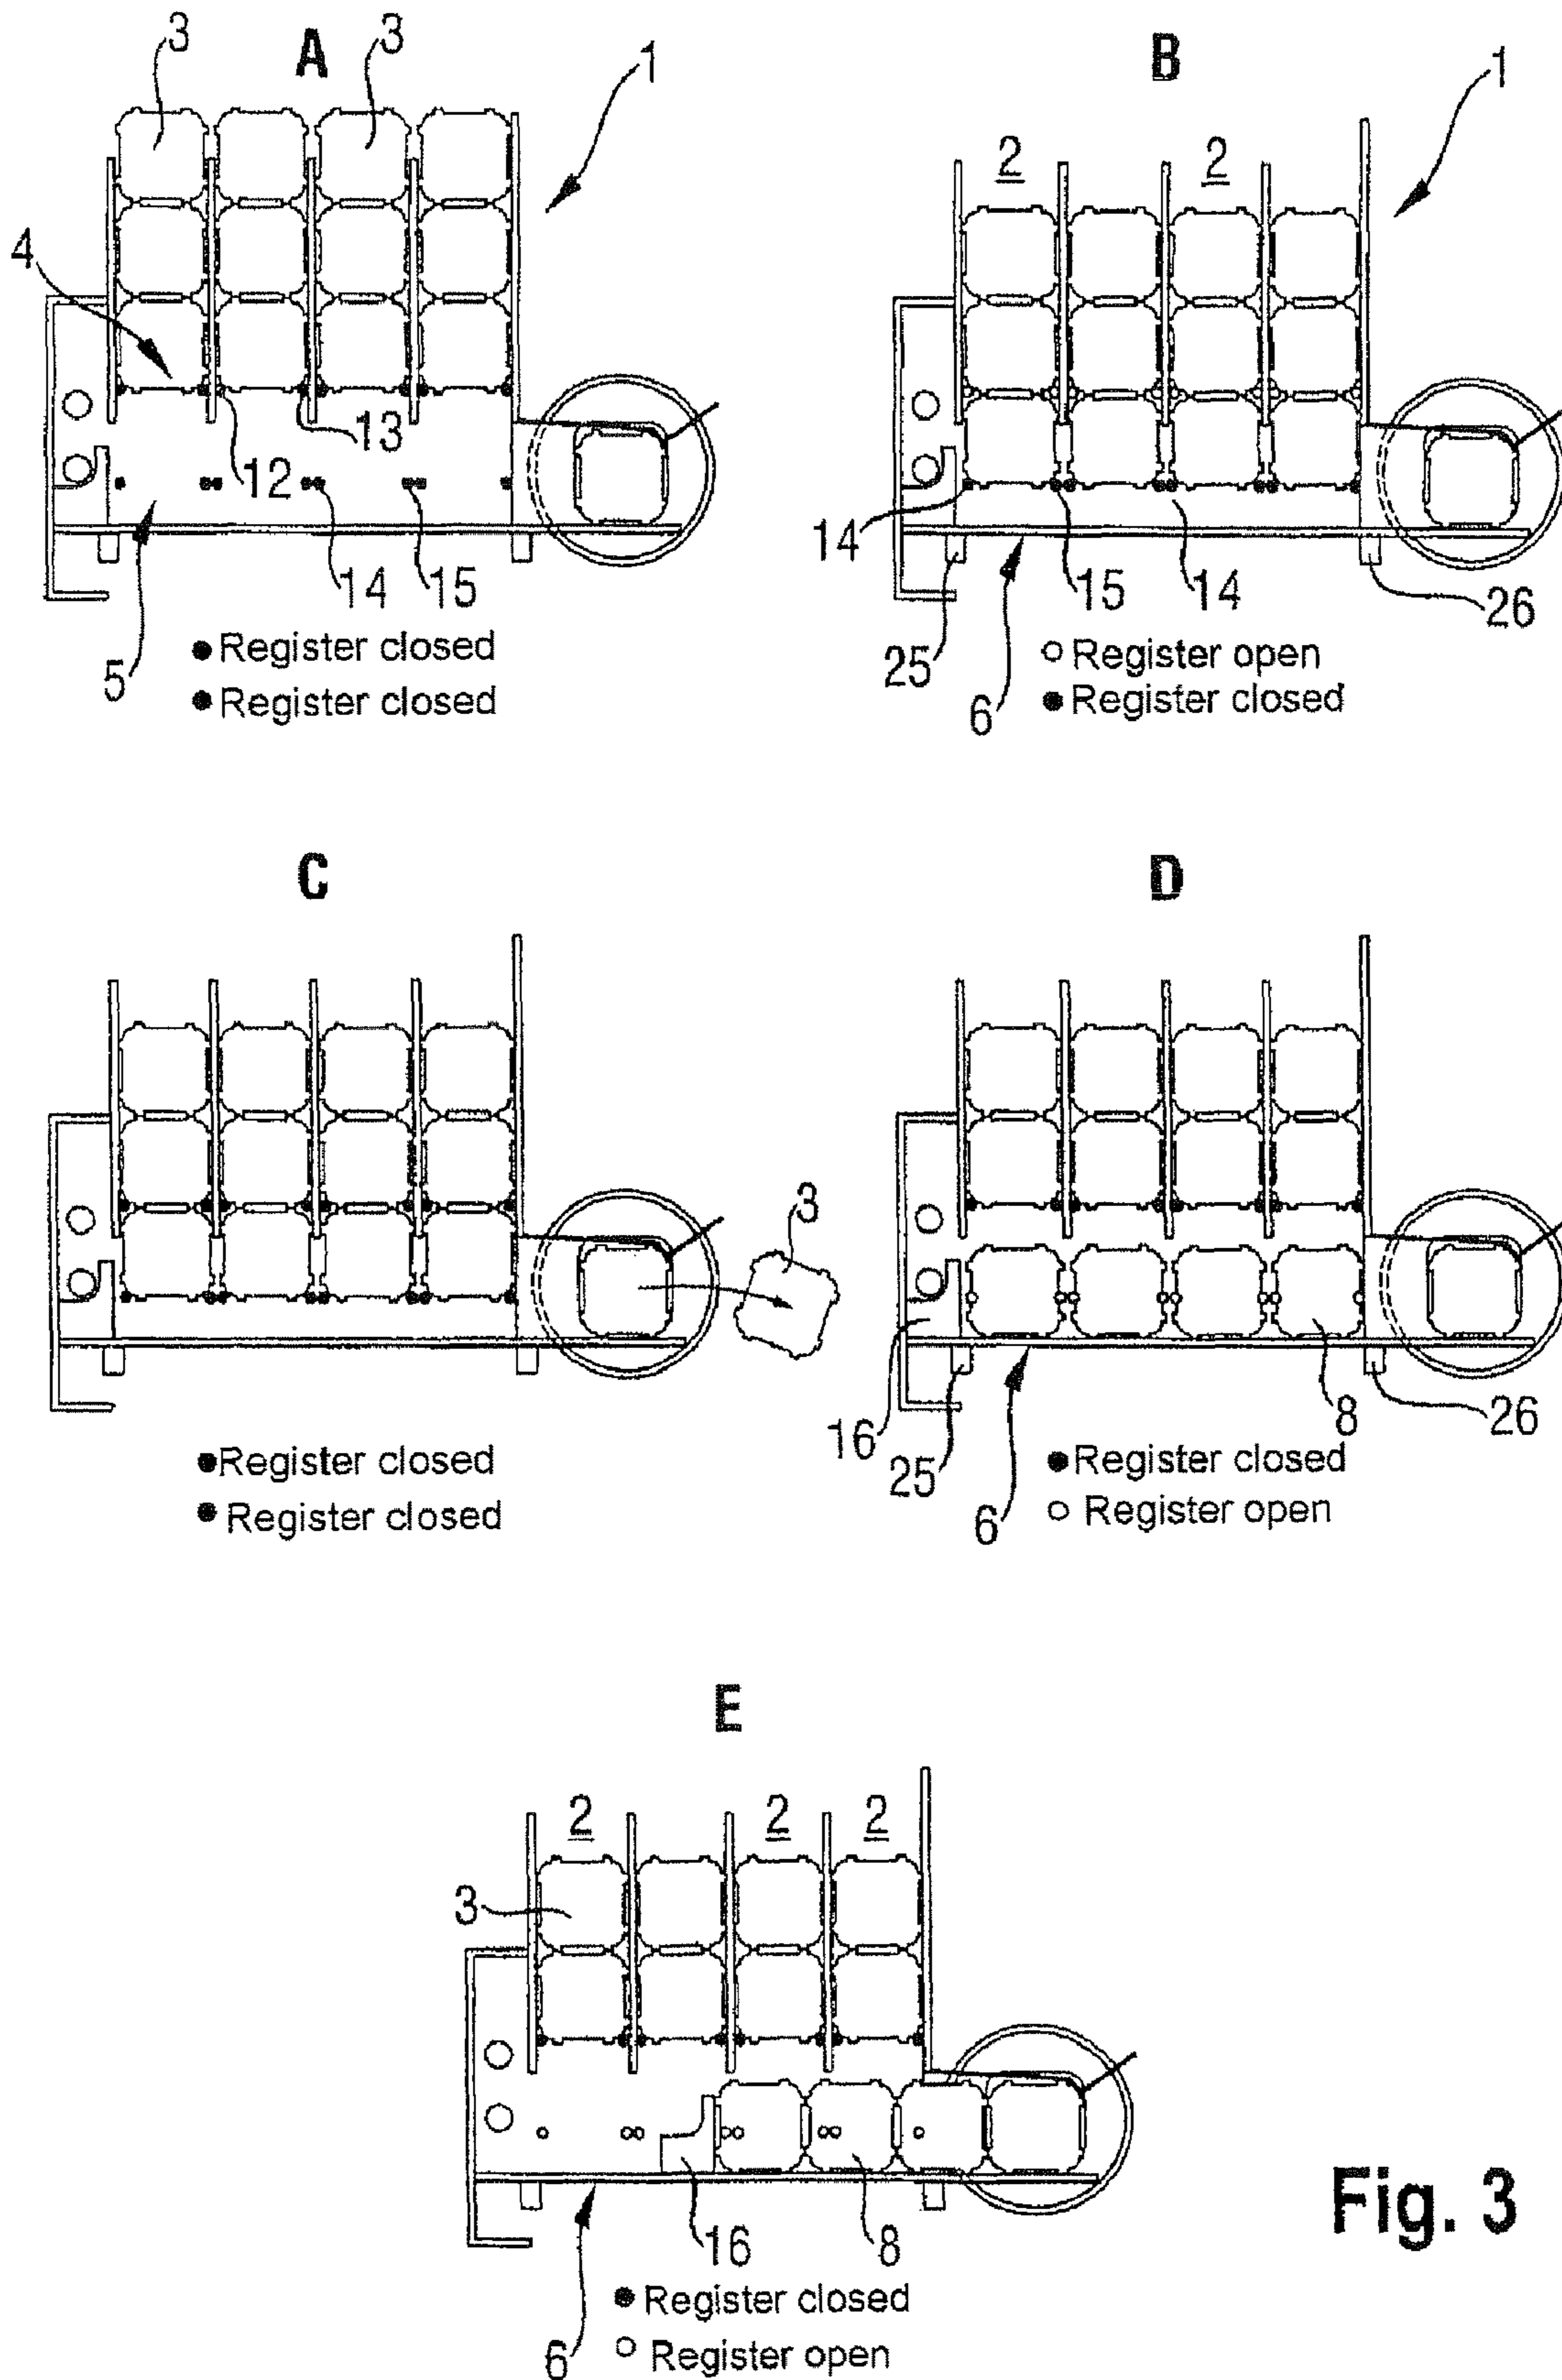 A
3
3
1
4
12
13
14
15
5
● Register closed
● Register closed
B
2
2
1
14
15
14
25
6
26
○ Register open
● Register closed
C
3
● Register closed
● Register closed
D
16
25
6
8
26
● Register closed
○ Register open
E
2
2
2
3
16
8
6
● Register closed
○ Register open
Fig. 3